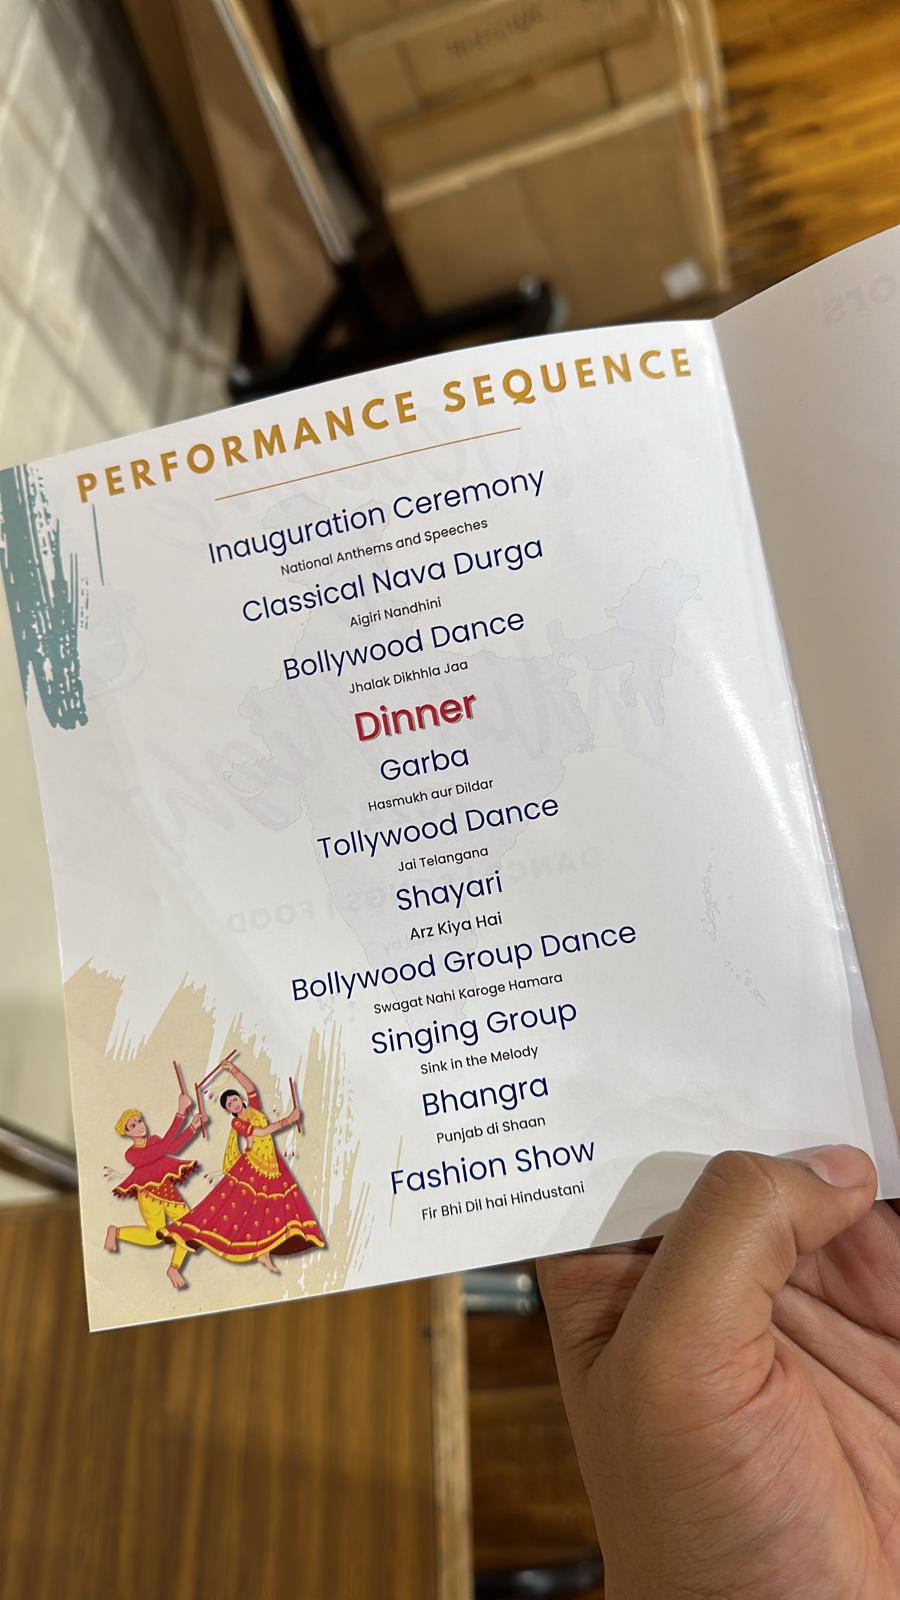 PERFORMANCE SEQUENCE
Inauguration Ceremony
National Anthems and Speeches
Classical Nava Durga
Aigiri Nandhini
Bollywood Dance
Jhalak Dikhhla Jaa
Dinner
Garba
Hasmukh aur Dildar
Tollywood Dance
Jai Telangana
Shayari
Arz Kiya Hai
Bollywood Group Dance
Swagat Nahi Karoge Hamara
Singing Group
Sink in the Melody
Bhangra
Punjab di Shaan
Fashion Show
Fir Bhi Dil hai Hindustani